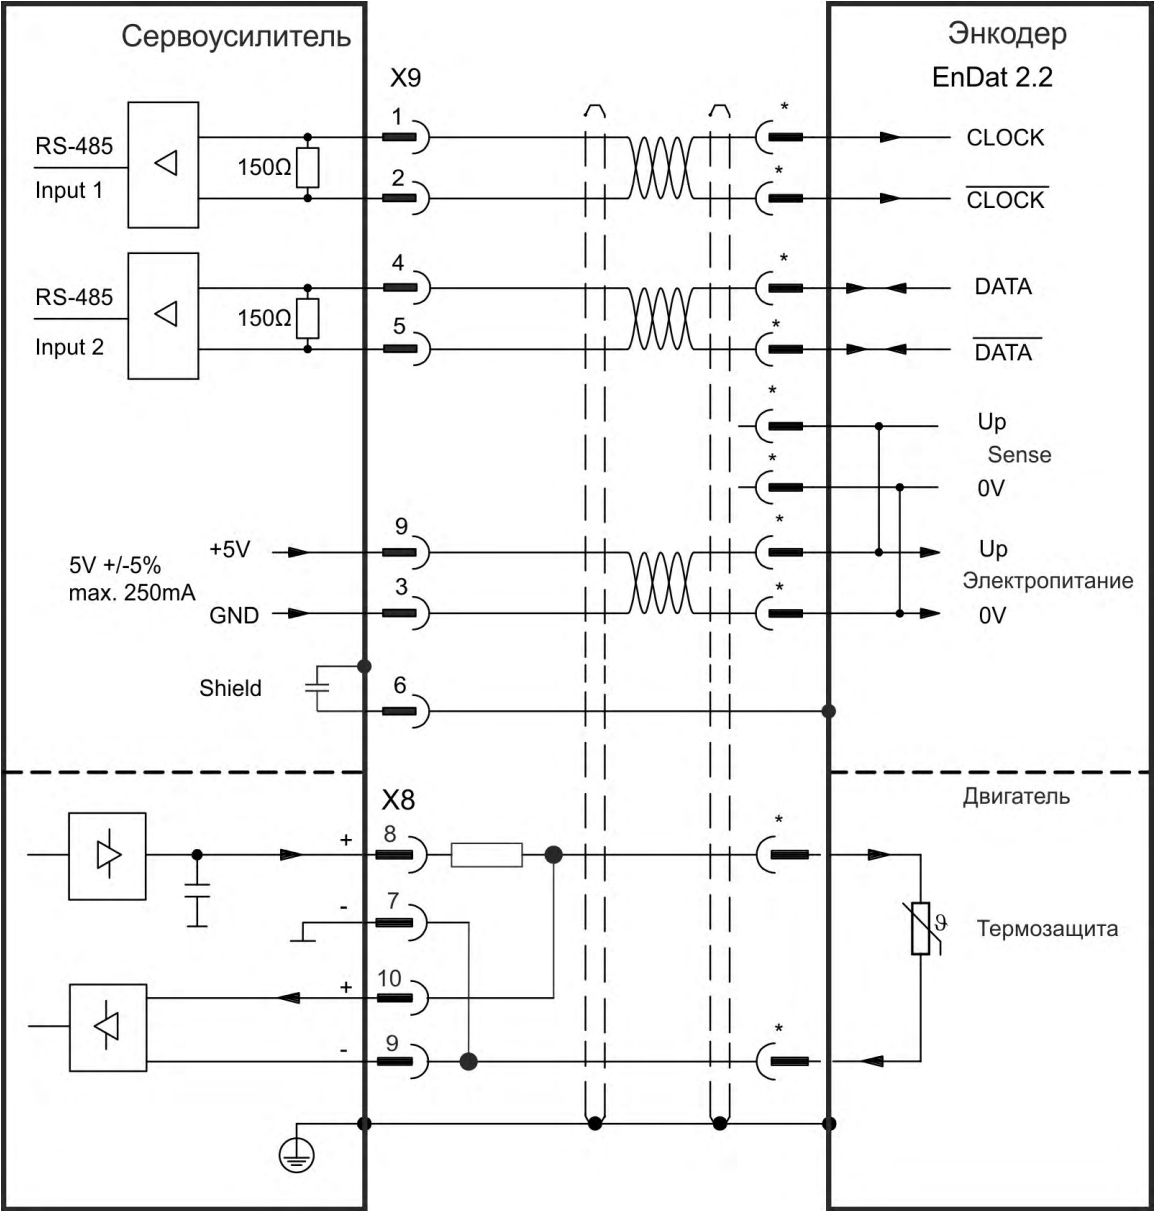 Сервоусилитель
Энкодер
EnDat 2.2
X9
RS-485
Input 1
150Ω
1
2
*
*
CLOCK
CLOCK
RS-485
Input 2
150Ω
4
5
*
*
DATA
DATA
*
Up
Sense
*
0V
5V +/-5%
max. 250mA
+5V
GND
9
3
*
*
Up
Электропитание
0V
Shield
6
X8
Двигатель
+
8
*
-
7
ϑ
Термозащита
+
10
-
9
*